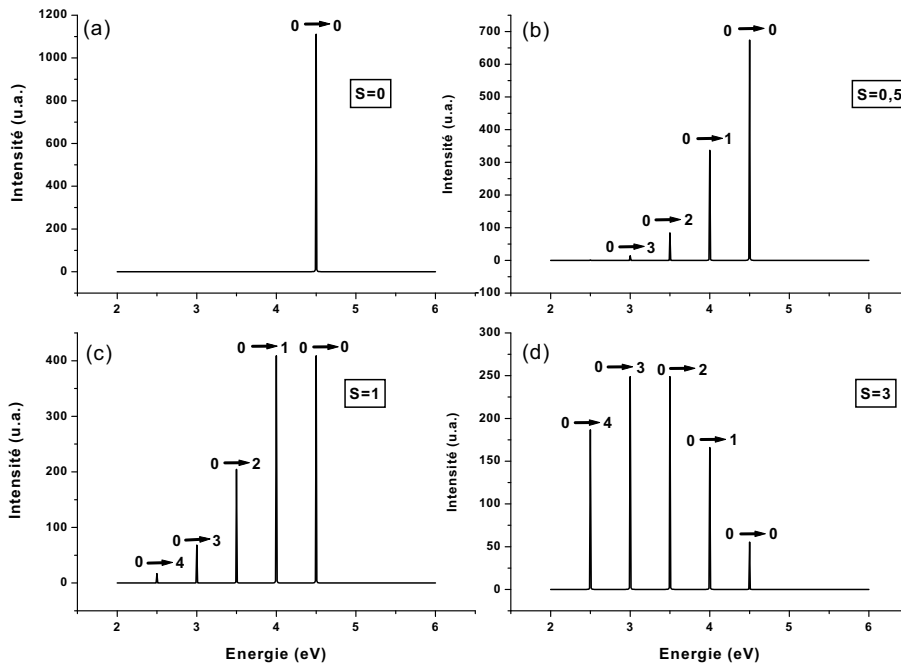 (a)
0 → 0
S=0
Intensité (u.a.)
1200
1000
800
600
400
200
0
2 3 4 5 6
(b)
0 → 0
0 → 1
0 → 2
0 → 3
S=0,5
Intensité (u.a.)
700
600
500
400
300
200
100
0
100
2 3 4 5 6
(c)
0 → 1
0 → 0
0 → 2
0 → 3
0 → 4
S=1
Intensité (u.a.)
400
300
200
100
0
2 3 4 5 6
Energie (eV)
(d)
0 → 3
0 → 2
0 → 4
0 → 1
0 → 0
S=3
Intensité (u.a.)
300
250
200
150
100
50
0
2 3 4 5 6
Energie (eV)